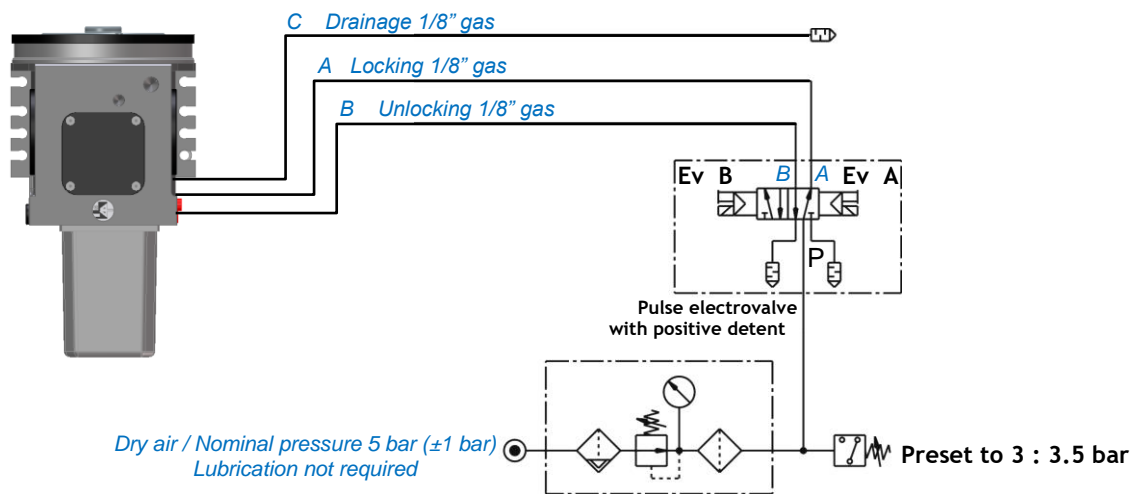 C Drainage 1/8” gas
A Locking 1/8” gas
B Unlocking 1/8” gas
Ev B B A Ev A
P
Pulse electrovalve
with positive detent
Dry air / Nominal pressure 5 bar (±1 bar)
Lubrication not required
Preset to 3 : 3.5 bar